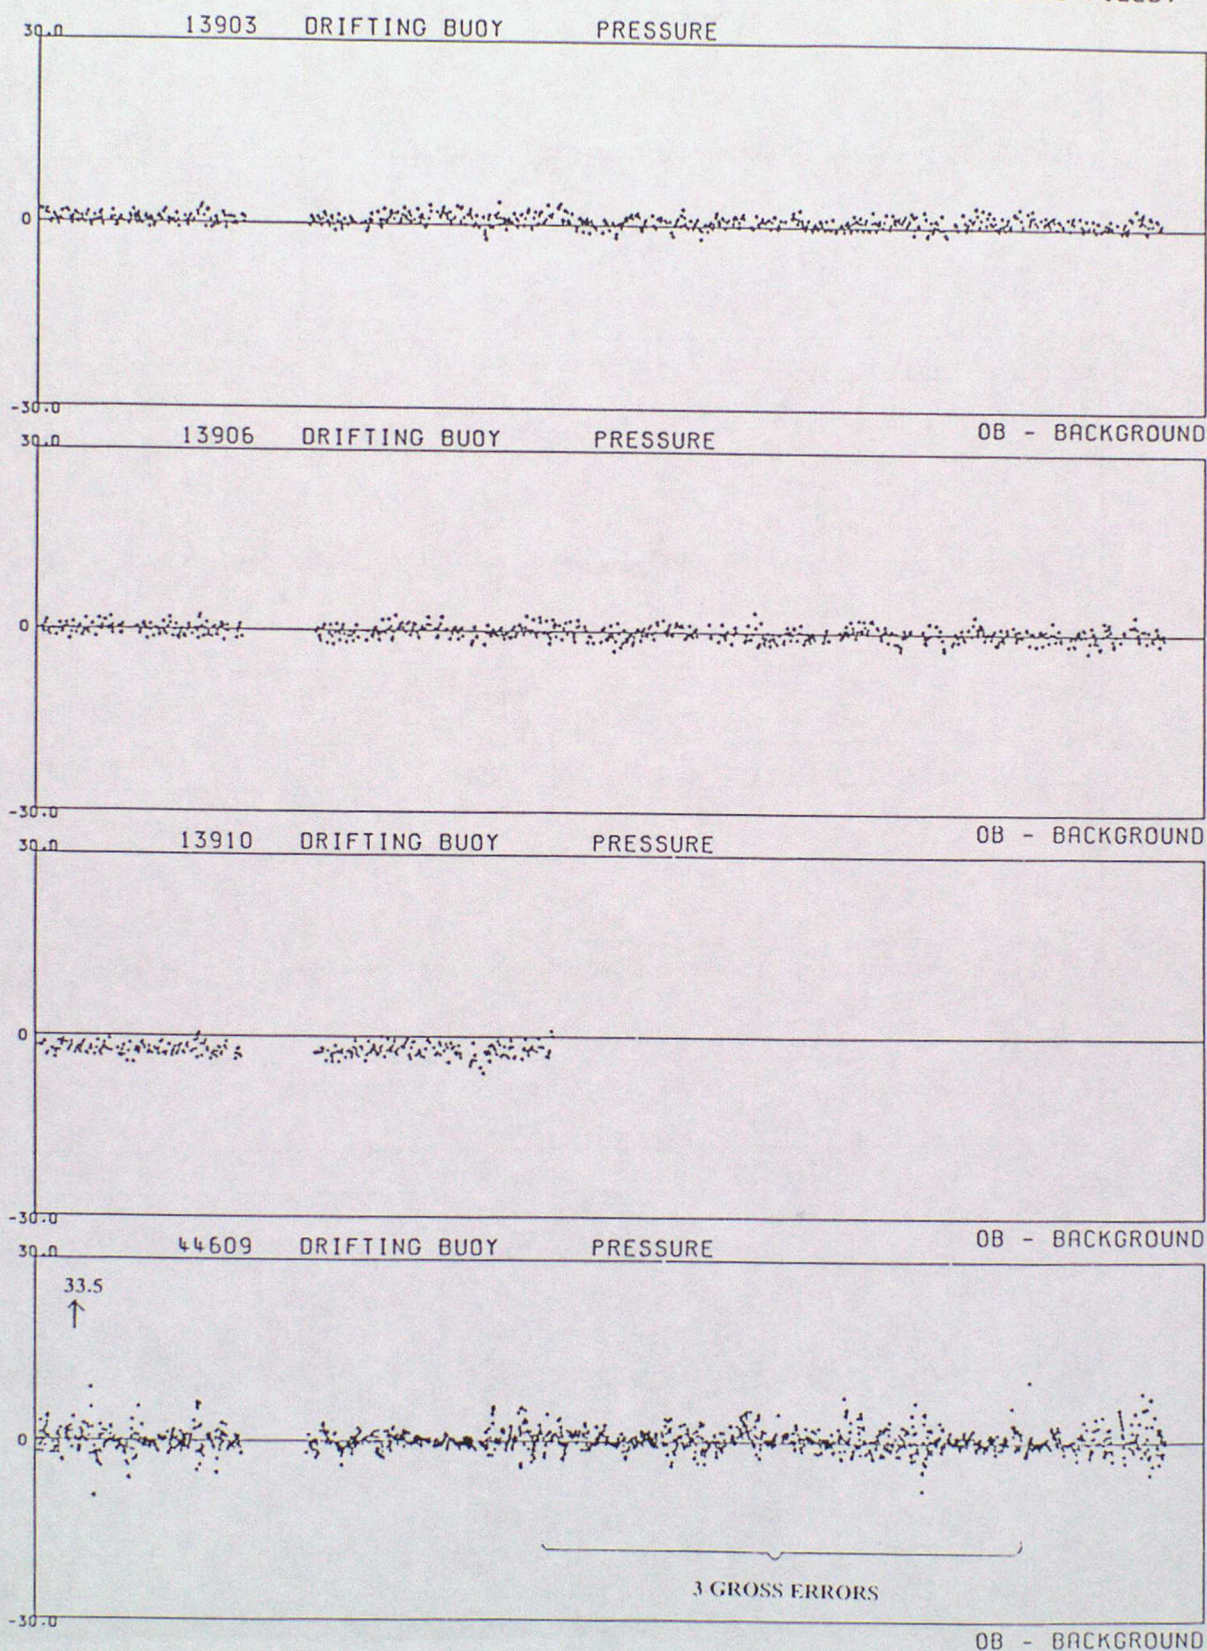 30.0 13903 DRIFTING BUOY PRESSURE
0
-30.0
30.0 13906 DRIFTING BUOY PRESSURE OB - BACKGROUND
0
-30.0
30.0 13910 DRIFTING BUOY PRESSURE OB - BACKGROUND
0
-30.0
30.0 44609 DRIFTING BUOY PRESSURE OB - BACKGROUND
33.5
0
3 GROSS ERRORS
-30.0
OB - BACKGROUND